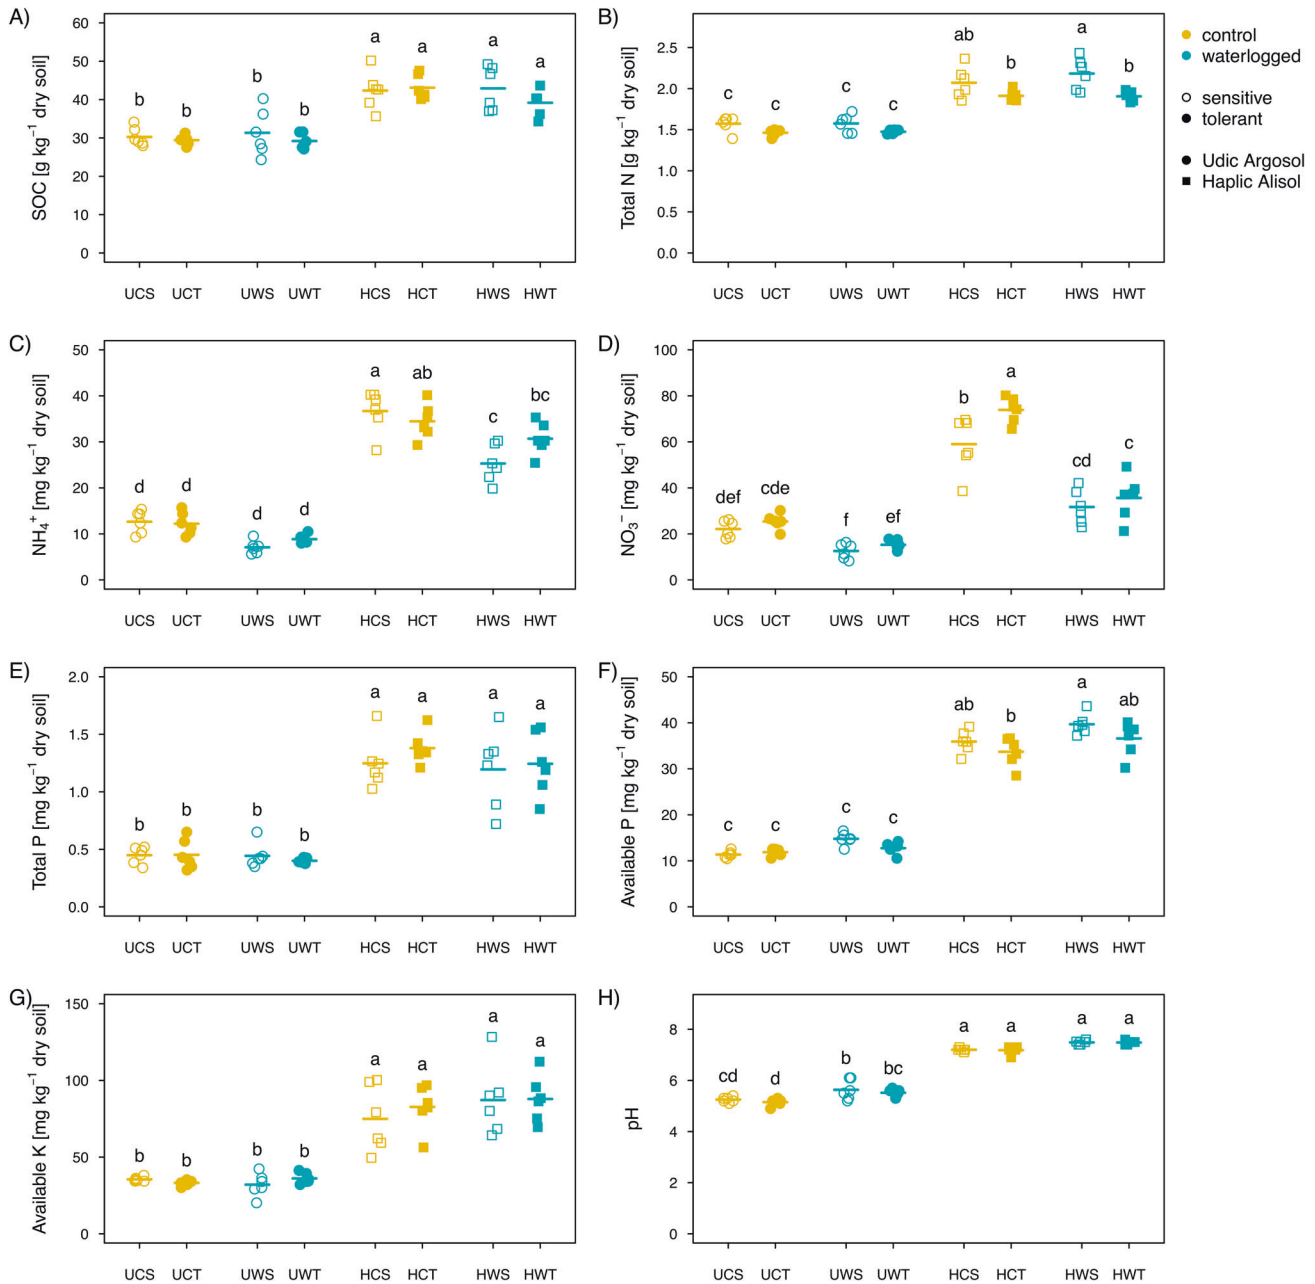 A)
SOC [g kg⁻¹ dry soil]
60
50
40
30
20
10
0
b b b b a a a a
UCS UCT UWS UWT HCS HCT HWS HWT
B)
Total N [g kg⁻¹ dry soil]
2.5
2.0
1.5
1.0
0.5
0.0
c c c c ab b a b
UCS UCT UWS UWT HCS HCT HWS HWT
control
waterlogged
sensitive
tolerant
Udic Argosol
Haplic Alisol
C)
NH₄⁺ [mg kg⁻¹ dry soil]
50
40
30
20
10
0
d d d d a ab c bc
UCS UCT UWS UWT HCS HCT HWS HWT
D)
NO₃⁻ [mg kg⁻¹ dry soil]
100
80
60
40
20
0
def cde f ef b a cd c
UCS UCT UWS UWT HCS HCT HWS HWT
E)
Total P [mg kg⁻¹ dry soil]
2.0
1.5
1.0
0.5
0.0
b b b b a a a a
UCS UCT UWS UWT HCS HCT HWS HWT
F)
Available P [mg kg⁻¹ dry soil]
50
40
30
20
10
0
c c c c ab b a ab
UCS UCT UWS UWT HCS HCT HWS HWT
G)
Available K [mg kg⁻¹ dry soil]
150
100
50
0
b b b b a a a a
UCS UCT UWS UWT HCS HCT HWS HWT
H)
pH
8
6
4
2
0
cd d b bc a a a a
UCS UCT UWS UWT HCS HCT HWS HWT